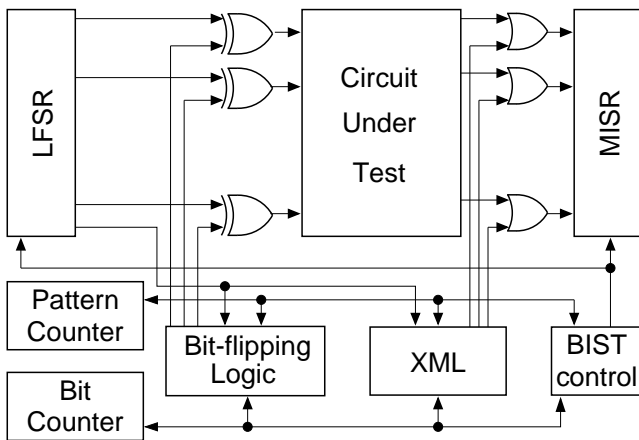 LFSR
Circuit
Under
Test
MISR
Pattern
Counter
Bit-flipping
Logic
XML
BIST
control
Bit
Counter